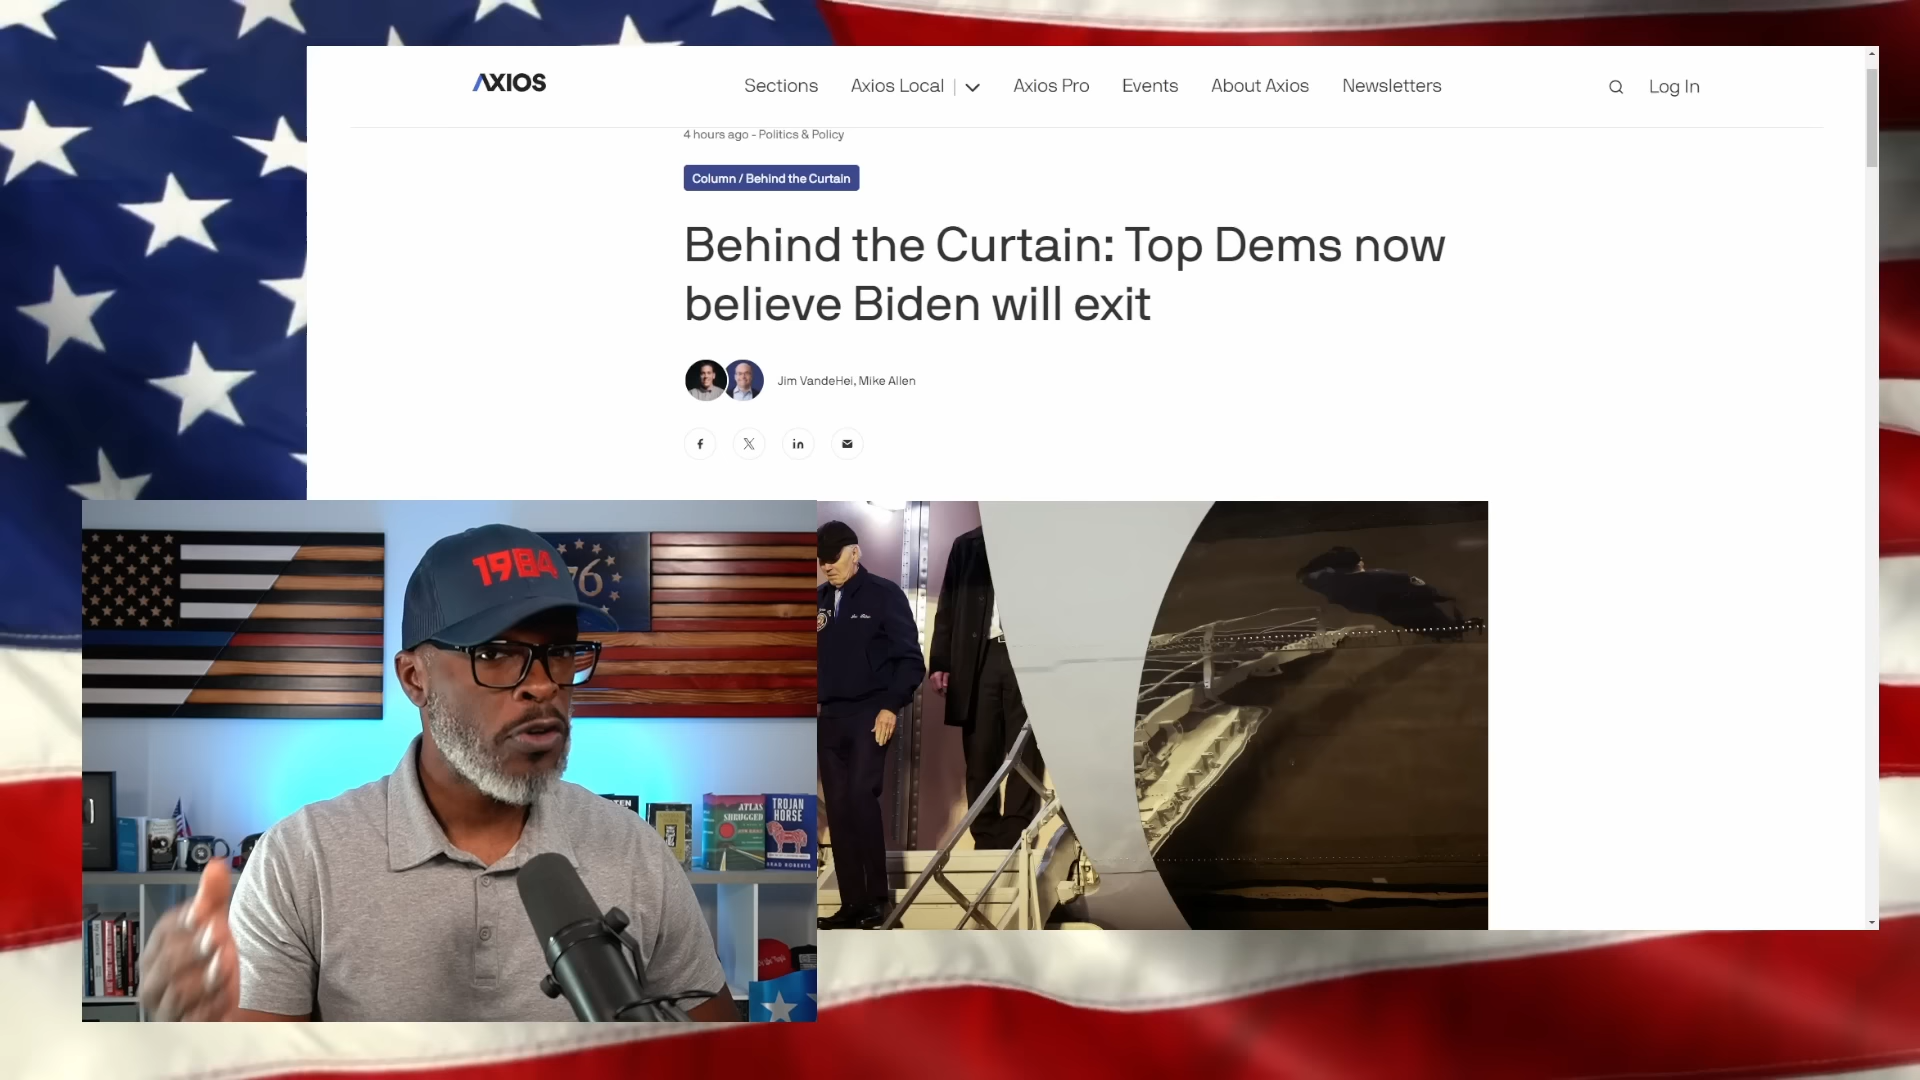 AXIOS
Sections Axios Local Axios Pro Events About Axios Newsletters Log In
4 hours ago - Politics & Policy
Column / Behind the Curtain
Behind the Curtain: Top Dems now
believe Biden will exit
Jim VandeHei, Mike Allen
1984
76
ATLAS
SHRUGGED
TROJAN
HORSE
BRAD ROBERTS